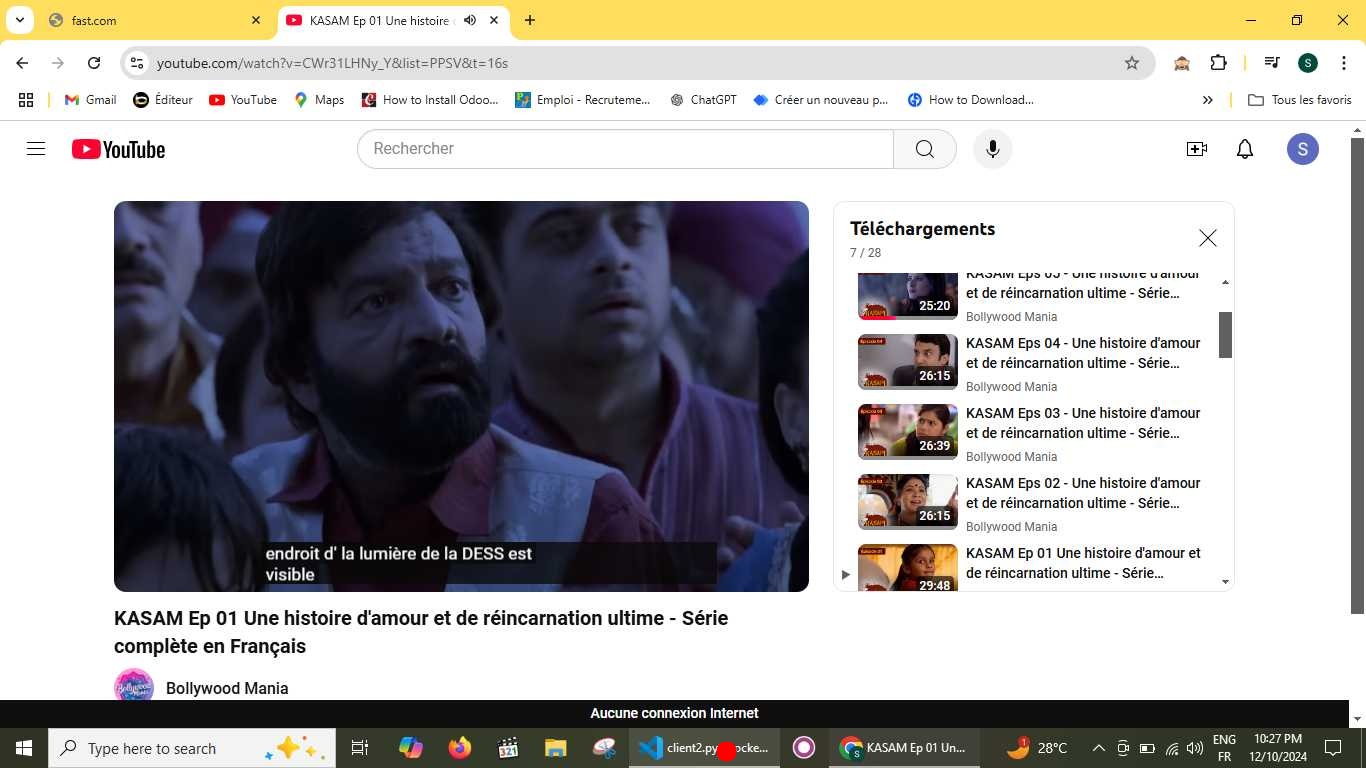 fast.com
KASAM Ep 01 Une histoire
youtube.com/watch?v=CWr31LHNy_Y&list=PPSV&t=16s
S
Gmail
Éditeur
YouTube
Maps
How to Install Odoo...
Emploi - Recruteme...
ChatGPT
Créer un nouveau p...
How to Download...
Tous les favoris
YouTube
Rechercher
S
Téléchargements
7 / 28
KASAM Eps 05 - Une histoire d'amour
et de réincarnation ultime - Série...
Bollywood Mania
25:20
KASAM Eps 04 - Une histoire d'amour
et de réincarnation ultime - Série...
Bollywood Mania
26:15
KASAM Eps 03 - Une histoire d'amour
et de réincarnation ultime - Série...
Bollywood Mania
26:39
KASAM Eps 02 - Une histoire d'amour
et de réincarnation ultime - Série...
Bollywood Mania
26:15
KASAM Ep 01 Une histoire d'amour et
de réincarnation ultime - Série...
29:48
endroit d' la lumière de la DESS est
visible
KASAM Ep 01 Une histoire d'amour et de réincarnation ultime - Série
complète en Français
Bollywood Mania
Aucune connexion Internet
Type here to search
321
client2.py
KASAM Ep 01 Un...
1
28°C
ENG
FR
10:27 PM
12/10/2024